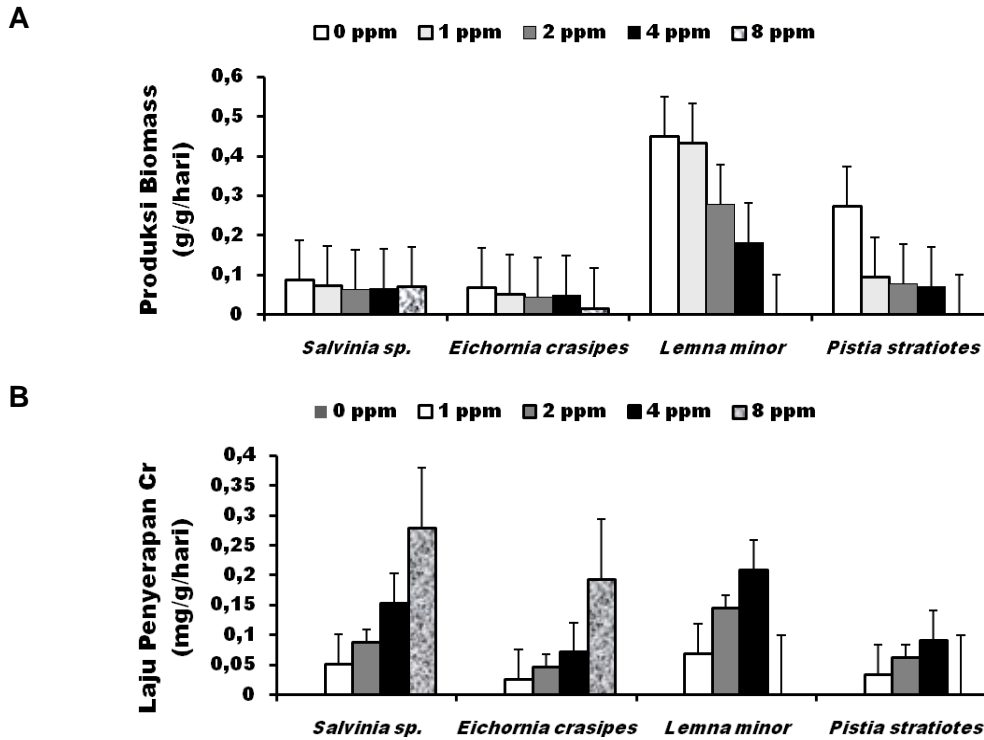 A
0 ppm 1 ppm 2 ppm 4 ppm 8 ppm
Produksi Biomass
(g/g/hari)
0,6
0,5
0,4
0,3
0,2
0,1
0
Salvinia sp. Eichornia crasipes Lemna minor Pistia stratiotes
B
0 ppm 1 ppm 2 ppm 4 ppm 8 ppm
Laju Penyerapan Cr
(mg/g/hari)
0,4
0,35
0,3
0,25
0,2
0,15
0,1
0,05
0
Salvinia sp. Eichornia crasipes Lemna minor Pistia stratiotes